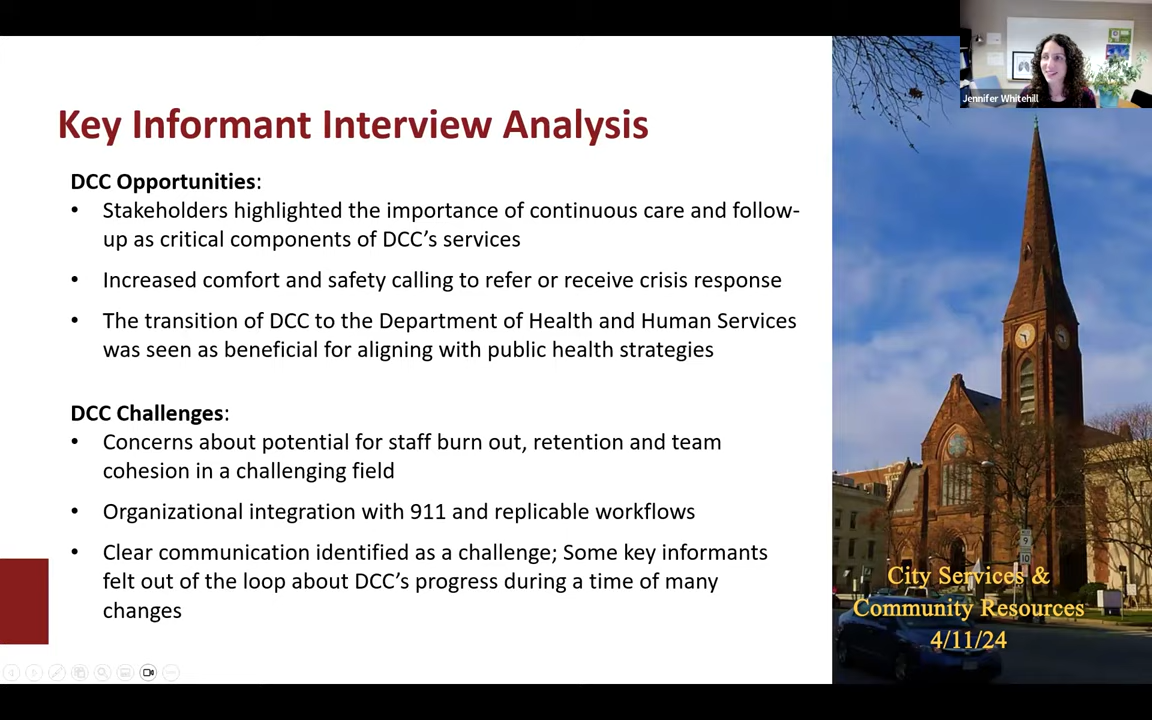 Jennifer Whitehill
Key Informant Interview Analysis
DCC Opportunities:
• Stakeholders highlighted the importance of continuous care and follow-
up as critical components of DCC’s services
• Increased comfort and safety calling to refer or receive crisis response
• The transition of DCC to the Department of Health and Human Services
was seen as beneficial for aligning with public health strategies
DCC Challenges:
• Concerns about potential for staff burn out, retention and team
cohesion in a challenging field
• Organizational integration with 911 and replicable workflows
• Clear communication identified as a challenge; Some key informants
felt out of the loop about DCC’s progress during a time of many
changes
9
10
City Services &
Community Resources
4/11/24